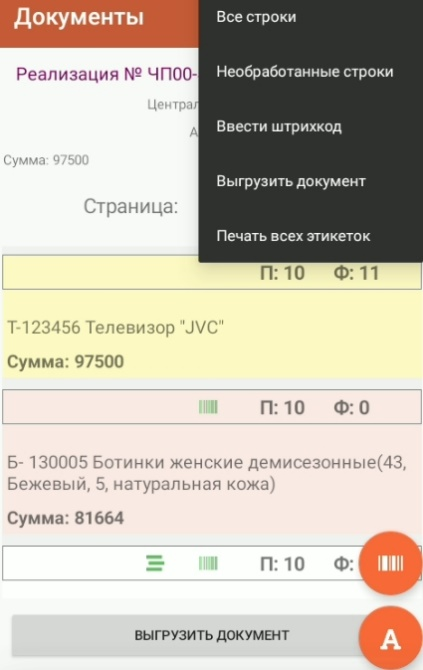 Документы
Все строки
Необработанные строки
Ввести штрихкод
Выгрузить документ
Печать всех этикеток
Реализация № ЧП00-
Централ
А
Сумма: 97500
Страница:
П: 10 Ф: 11
Т-123456 Телевизор "JVC"
Сумма: 97500
П: 10 Ф: 0
Б- 130005 Ботинки женские демисезонные(43,
Бежевый, 5, натуральная кожа)
Сумма: 81664
П: 10 Ф:
ВЫГРУЗИТЬ ДОКУМЕНТ
А